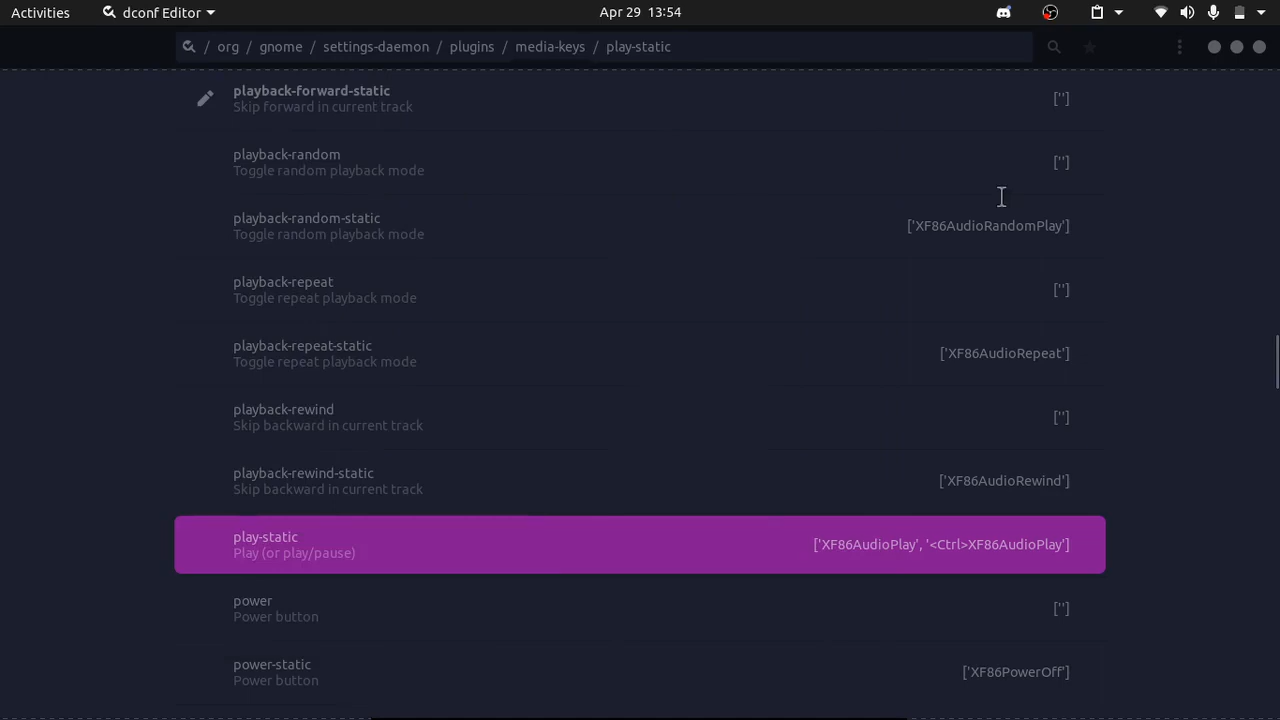 Activities dconf Editor Apr 29 13:54
/ org / gnome / settings-daemon / plugins / media-keys / play-static
playback-forward-static
Skip forward in current track
['']
playback-random
Toggle random playback mode
['']
playback-random-static
Toggle random playback mode
['XF86AudioRandomPlay']
playback-repeat
Toggle repeat playback mode
['']
playback-repeat-static
Toggle repeat playback mode
['XF86AudioRepeat']
playback-rewind
Skip backward in current track
['']
playback-rewind-static
Skip backward in current track
['XF86AudioRewind']
play-static
Play (or play/pause)
['XF86AudioPlay', '<Ctrl>XF86AudioPlay']
power
Power button
['']
power-static
Power button
['XF86PowerOff']